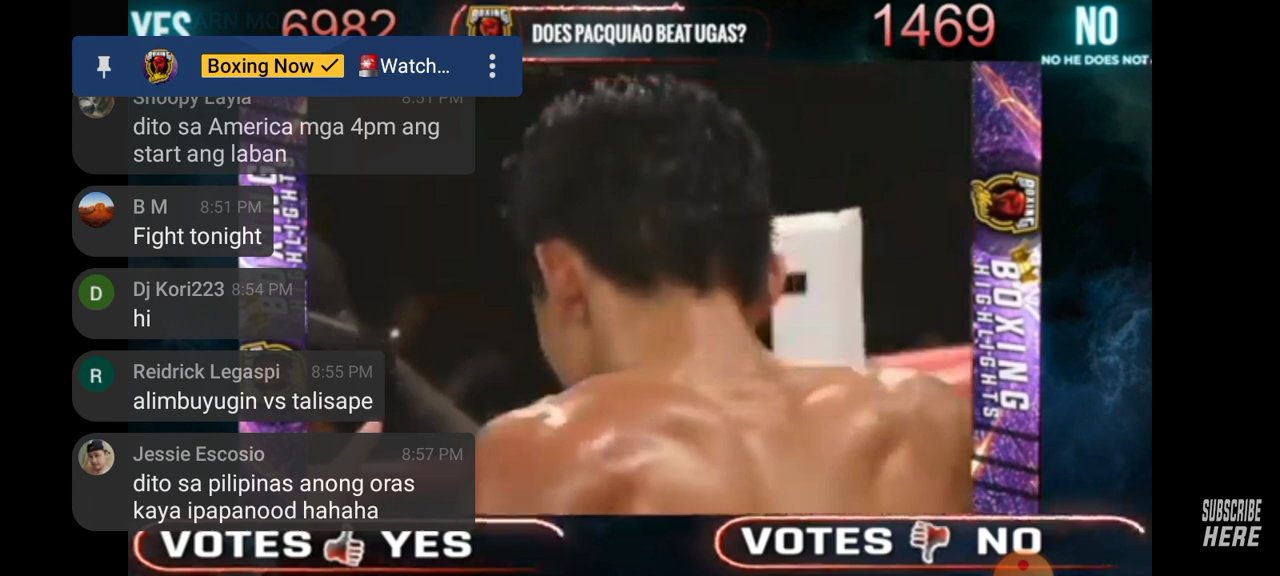 YES
6982
DOES PACQUIAO BEAT UGAS?
1469
NO
NO HE DOES NOT
Boxing Now
Watch...
Snoopy Layla
8:51 PM
dito sa America mga 4pm ang
start ang laban
B M
8:51 PM
Fight tonight
D
Dj Kori223
8:54 PM
hi
R
Reidrick Legaspi
8:55 PM
alimbuyugin vs talisape
Jessie Escosio
8:57 PM
dito sa pilipinas anong oras
kaya ipapanood hahaha
BOXING
HIGHLIGHTS
VOTES YES
VOTES NO
SUBSCRIBE
HERE